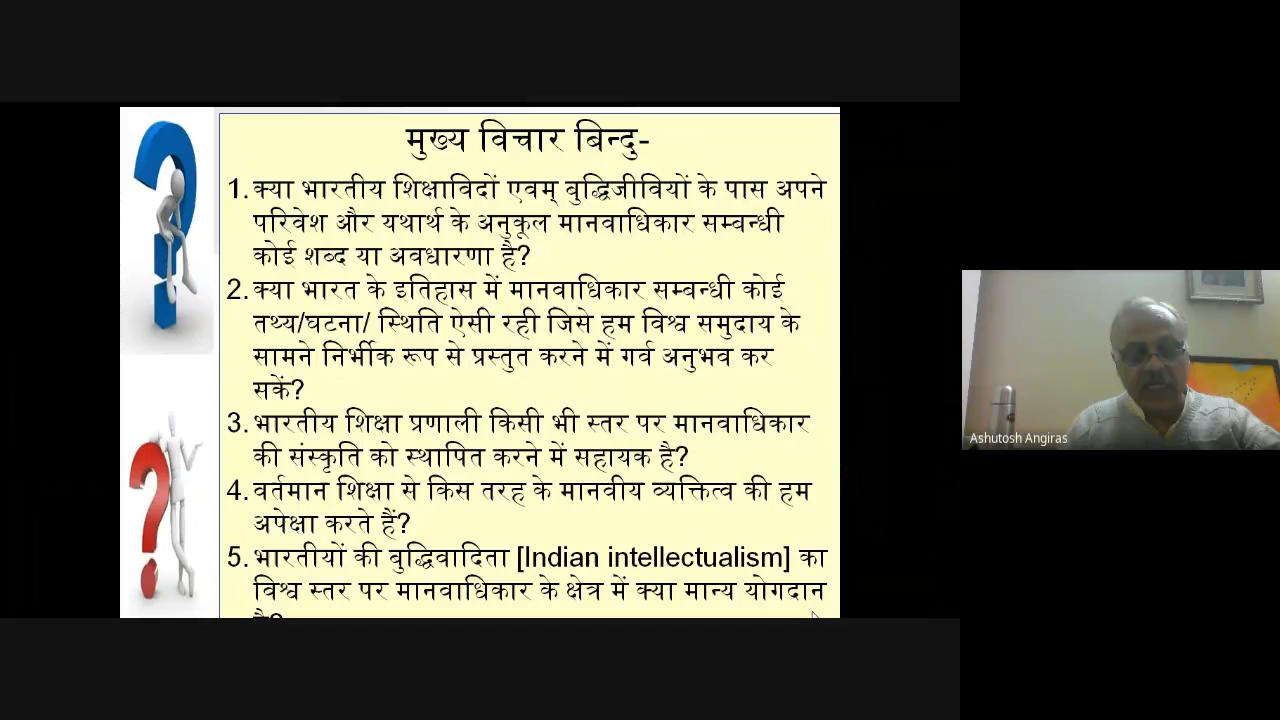 मुख्य विचार बिन्दु-
1. क्या भारतीय शिक्षाविदों एवम् बुद्धिजीवियों के पास अपने
परिवेश और यथार्थ के अनुकूल मानवाधिकार सम्बन्धी
कोई शब्द या अवधारणा है?
2. क्या भारत के इतिहास में मानवाधिकार सम्बन्धी कोई
तथ्य/घटना/ स्थिति ऐसी रही जिसे हम विश्व समुदाय के
सामने निर्भीक रूप से प्रस्तुत करने में गर्व अनुभव कर
सकें?
3. भारतीय शिक्षा प्रणाली किसी भी स्तर पर मानवाधिकार
की संस्कृति को स्थापित करने में सहायक है?
4. वर्तमान शिक्षा से किस तरह के मानवीय व्यक्तित्व की हम
अपेक्षा करते हैं?
5. भारतीयों की बुद्धिवादिता [Indian intellectualism] का
विश्व स्तर पर मानवाधिकार के क्षेत्र में क्या मान्य योगदान
Ashutosh Angiras